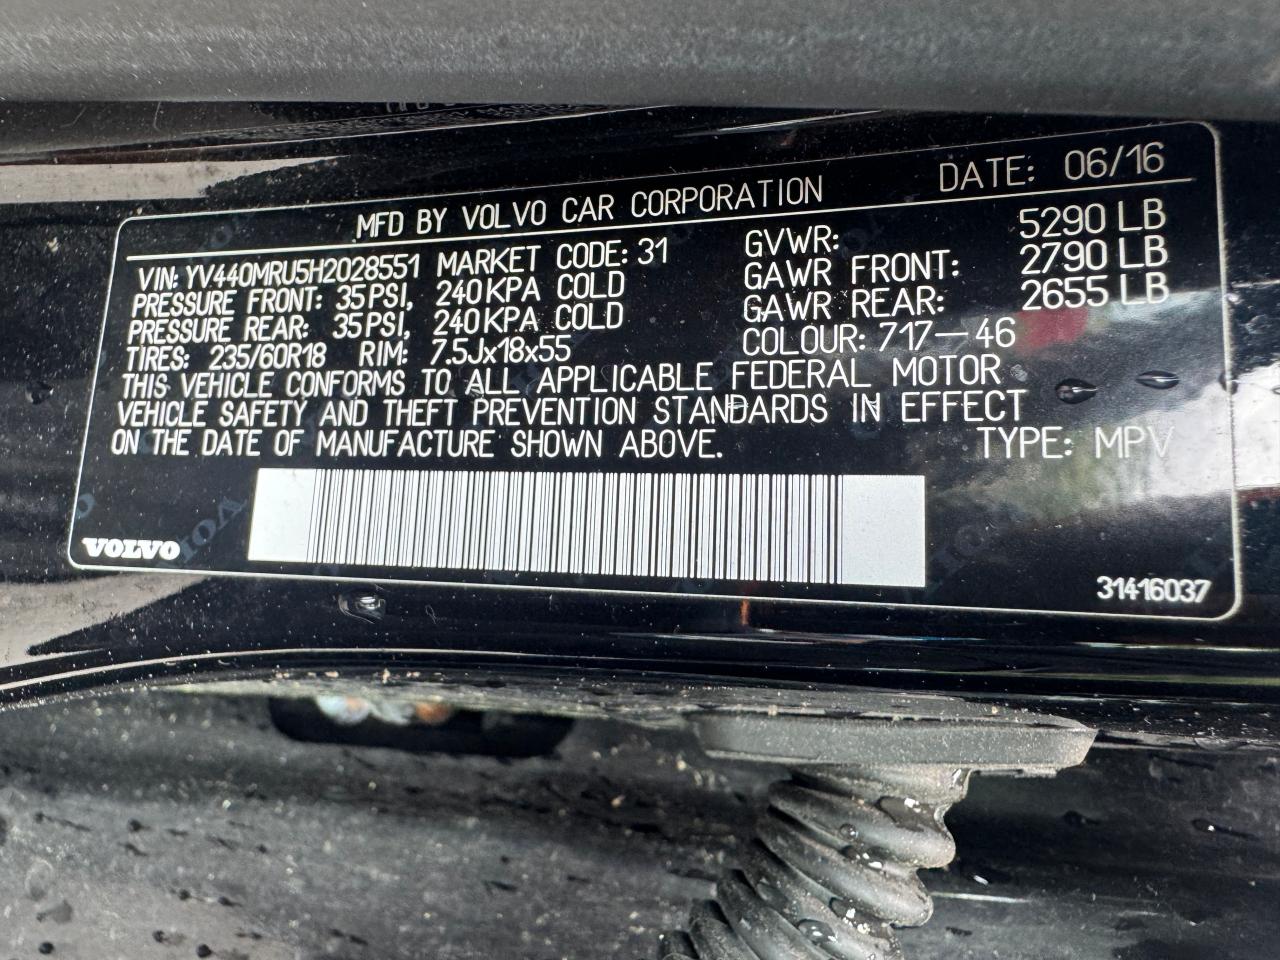 DATE: 06/16
MFD BY VOLVO CAR CORPORATION
VIN: YV440MRU5H2028551 MARKET CODE: 31 GVWR: 5290 LB
PRESSURE FRONT: 35PSI, 240KPA COLD GAWR FRONT: 2790 LB
PRESSURE REAR: 35PSI, 240KPA COLD GAWR REAR: 2655 LB
TIRES: 235/60R18 RIM: 7.5Jx18x55 COLOUR: 717-46
THIS VEHICLE CONFORMS TO ALL APPLICABLE FEDERAL MOTOR
VEHICLE SAFETY AND THEFT PREVENTION STANDARDS IN EFFECT
ON THE DATE OF MANUFACTURE SHOWN ABOVE. TYPE: MPV
VOLVO
31416037